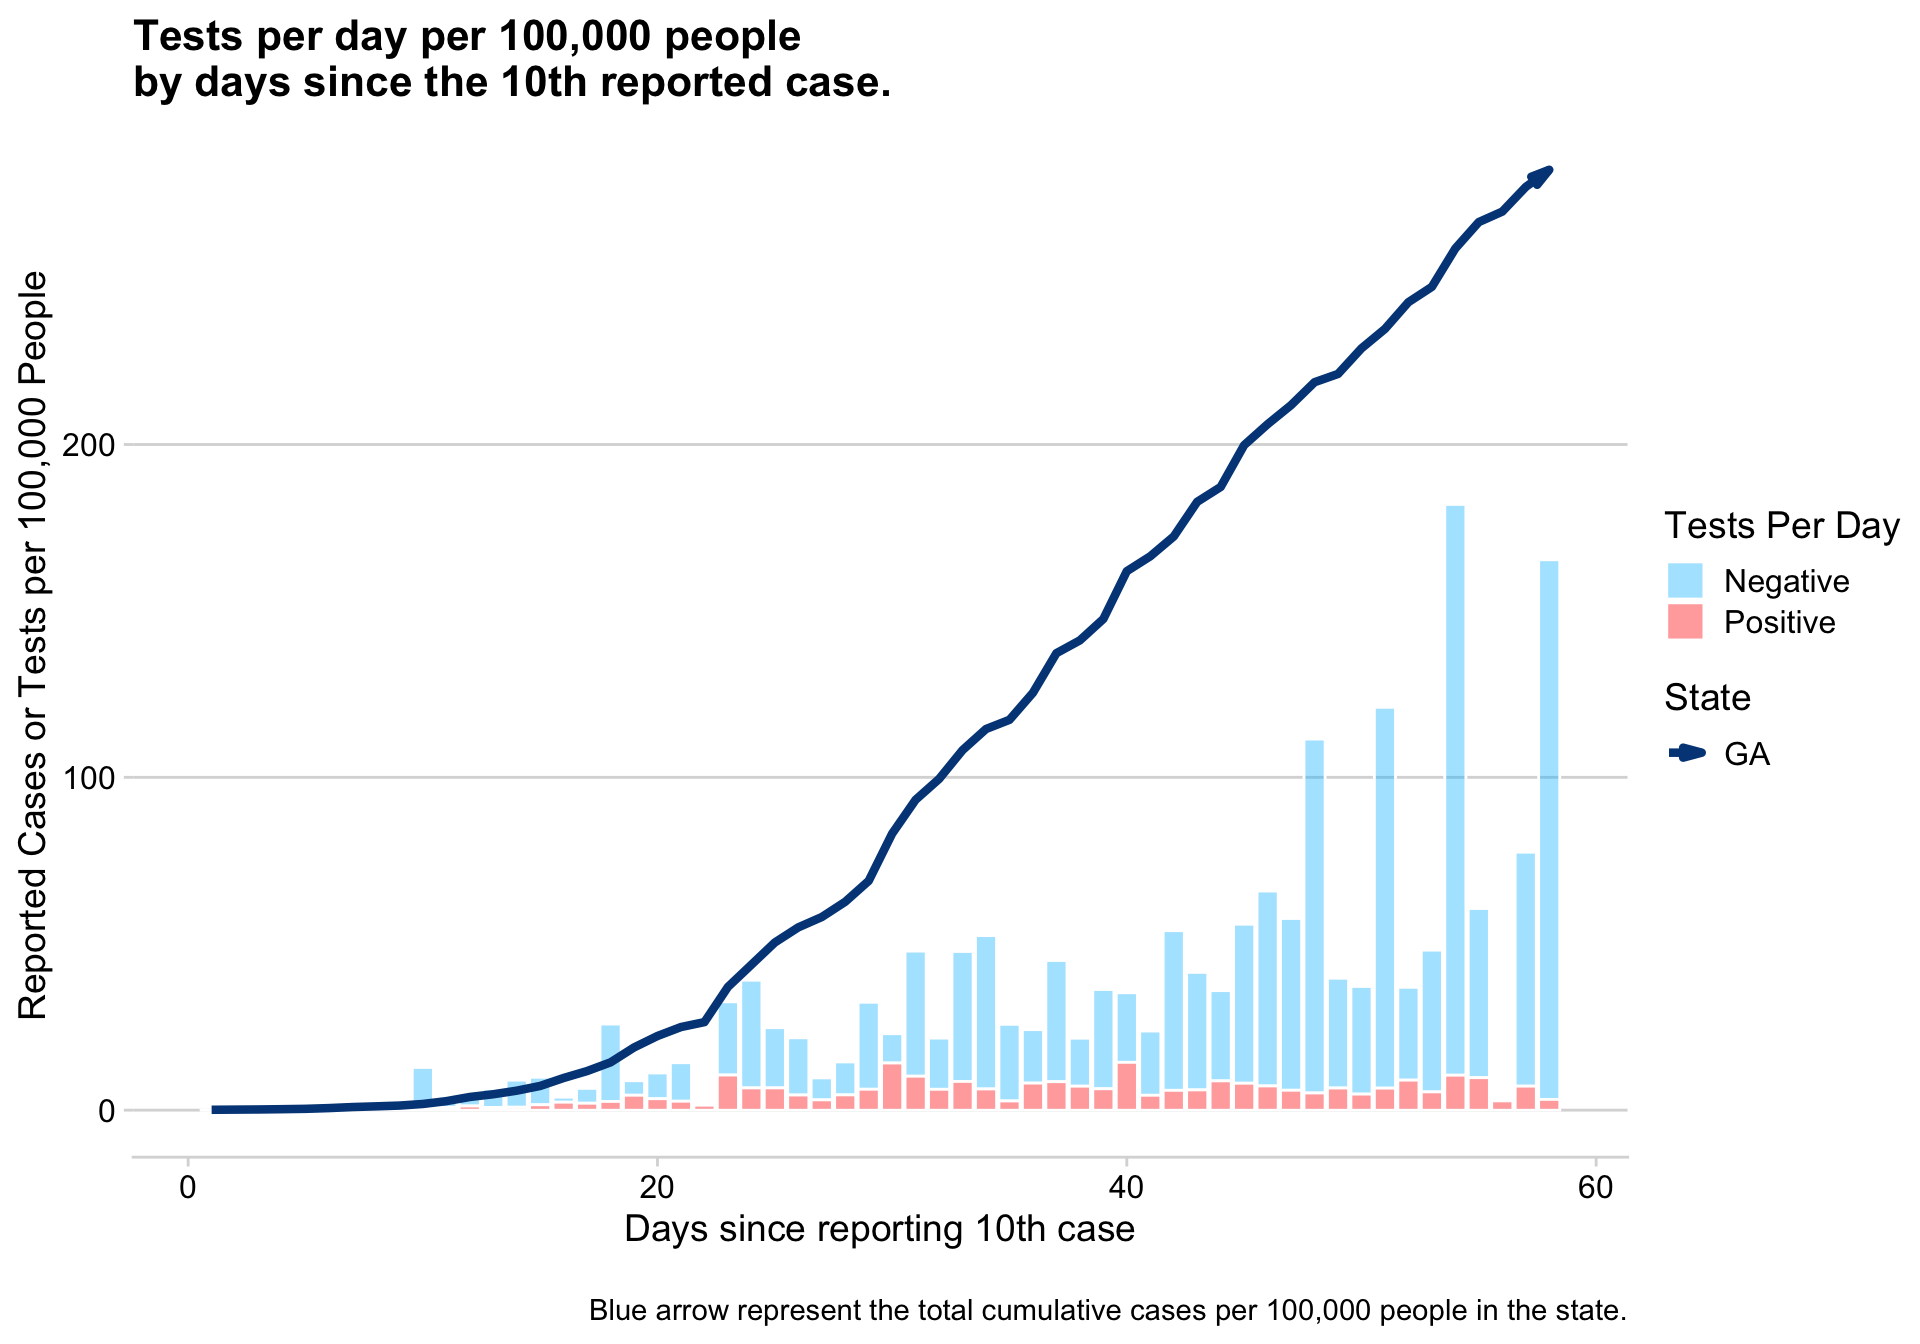 Tests per day per 100,000 people
by days since the 10th reported case.
Reported Cases or Tests per 100,000 People
200
100
0
0
20
40
60
Days since reporting 10th case
Tests Per Day
Negative
Positive
State
GA
Blue arrow represent the total cumulative cases per 100,000 people in the state.